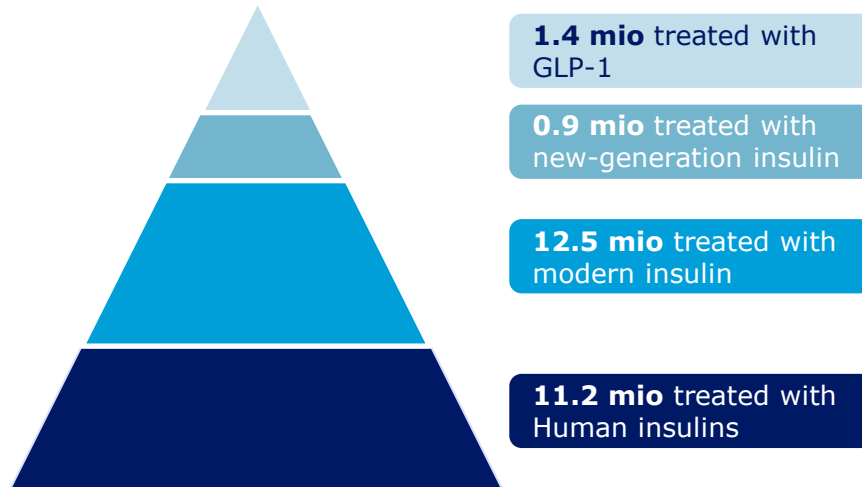 1.4 mio treated with
GLP-1
0.9 mio treated with
new-generation insulin
12.5 mio treated with
modern insulin
11.2 mio treated with
Human insulins